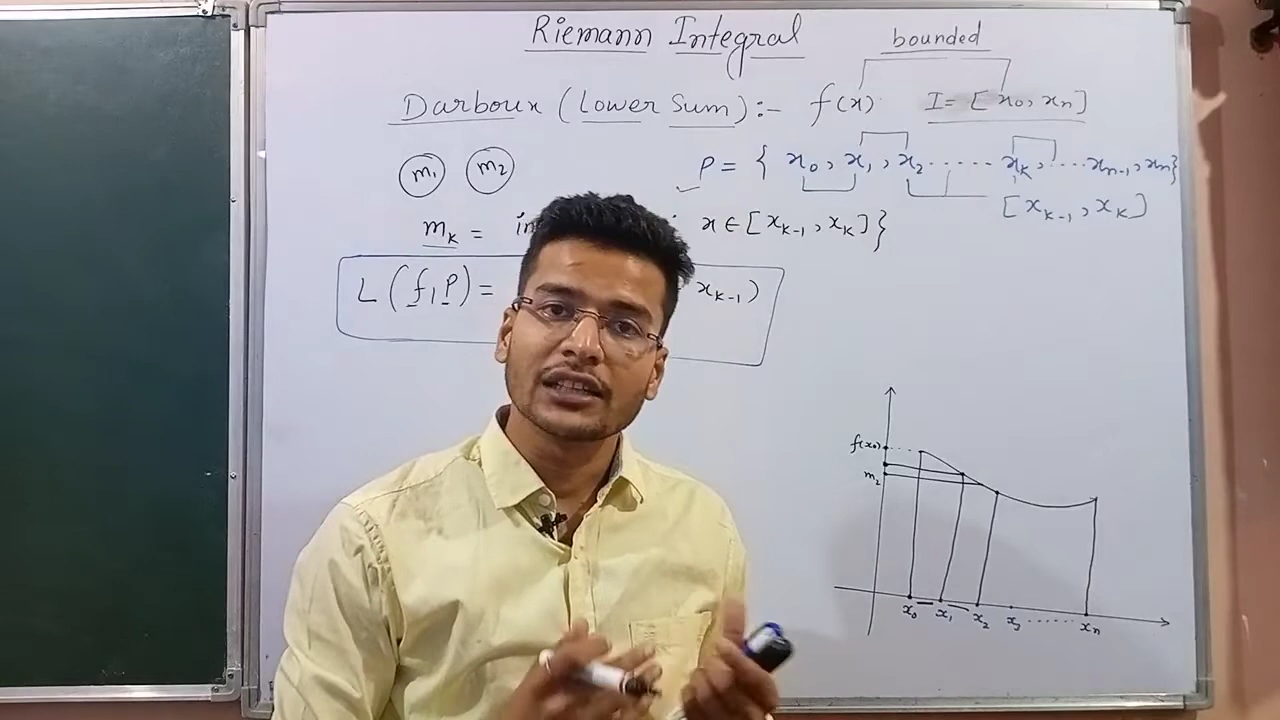 Riemann Integral
bounded
Darboux (Lower Sum) :- f(x) I = [x₀, xₙ]
m₁ m₂
P = { x₀, x₁, x₂ ...... xₖ, .... xₙ₋₁, xₙ}
[xₖ₋₁, xₖ]
mₖ = x ∈ [xₖ₋₁, xₖ]}
L (f, P) = xₖ₋₁)
f(x₀)
m₂
x₀ x₁ x₂ x₃ ...... xₙ